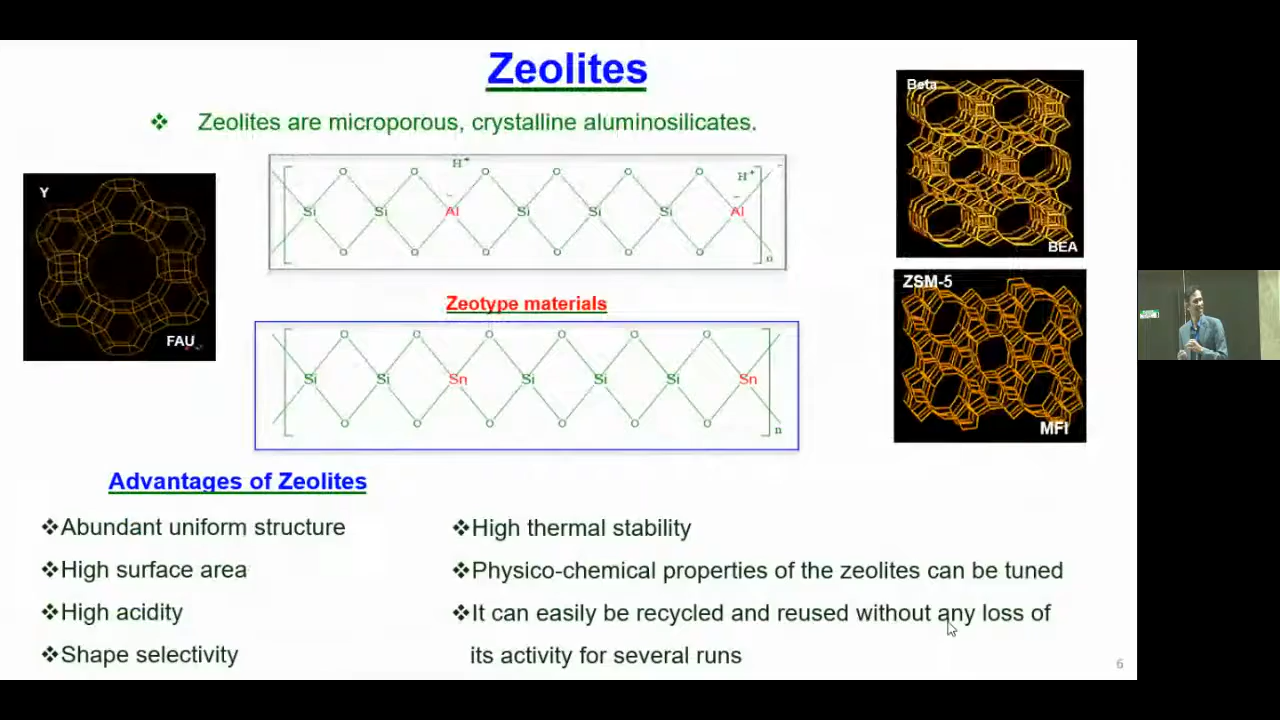 Zeolites
❖ Zeolites are microporous, crystalline aluminosilicates.
Y
FAU
H⁺
H⁺
O O O O O O
Si Si Al Si Si Si Al
O O O O O O
n
Zeotype materials
O O O O O O
Si Si Sn Si Si Si Sn
O O O O O O
n
Beta
BEA
ZSM-5
MFI
Advantages of Zeolites
❖Abundant uniform structure
❖High surface area
❖High acidity
❖Shape selectivity
❖High thermal stability
❖Physico-chemical properties of the zeolites can be tuned
❖It can easily be recycled and reused without any loss of
its activity for several runs
6